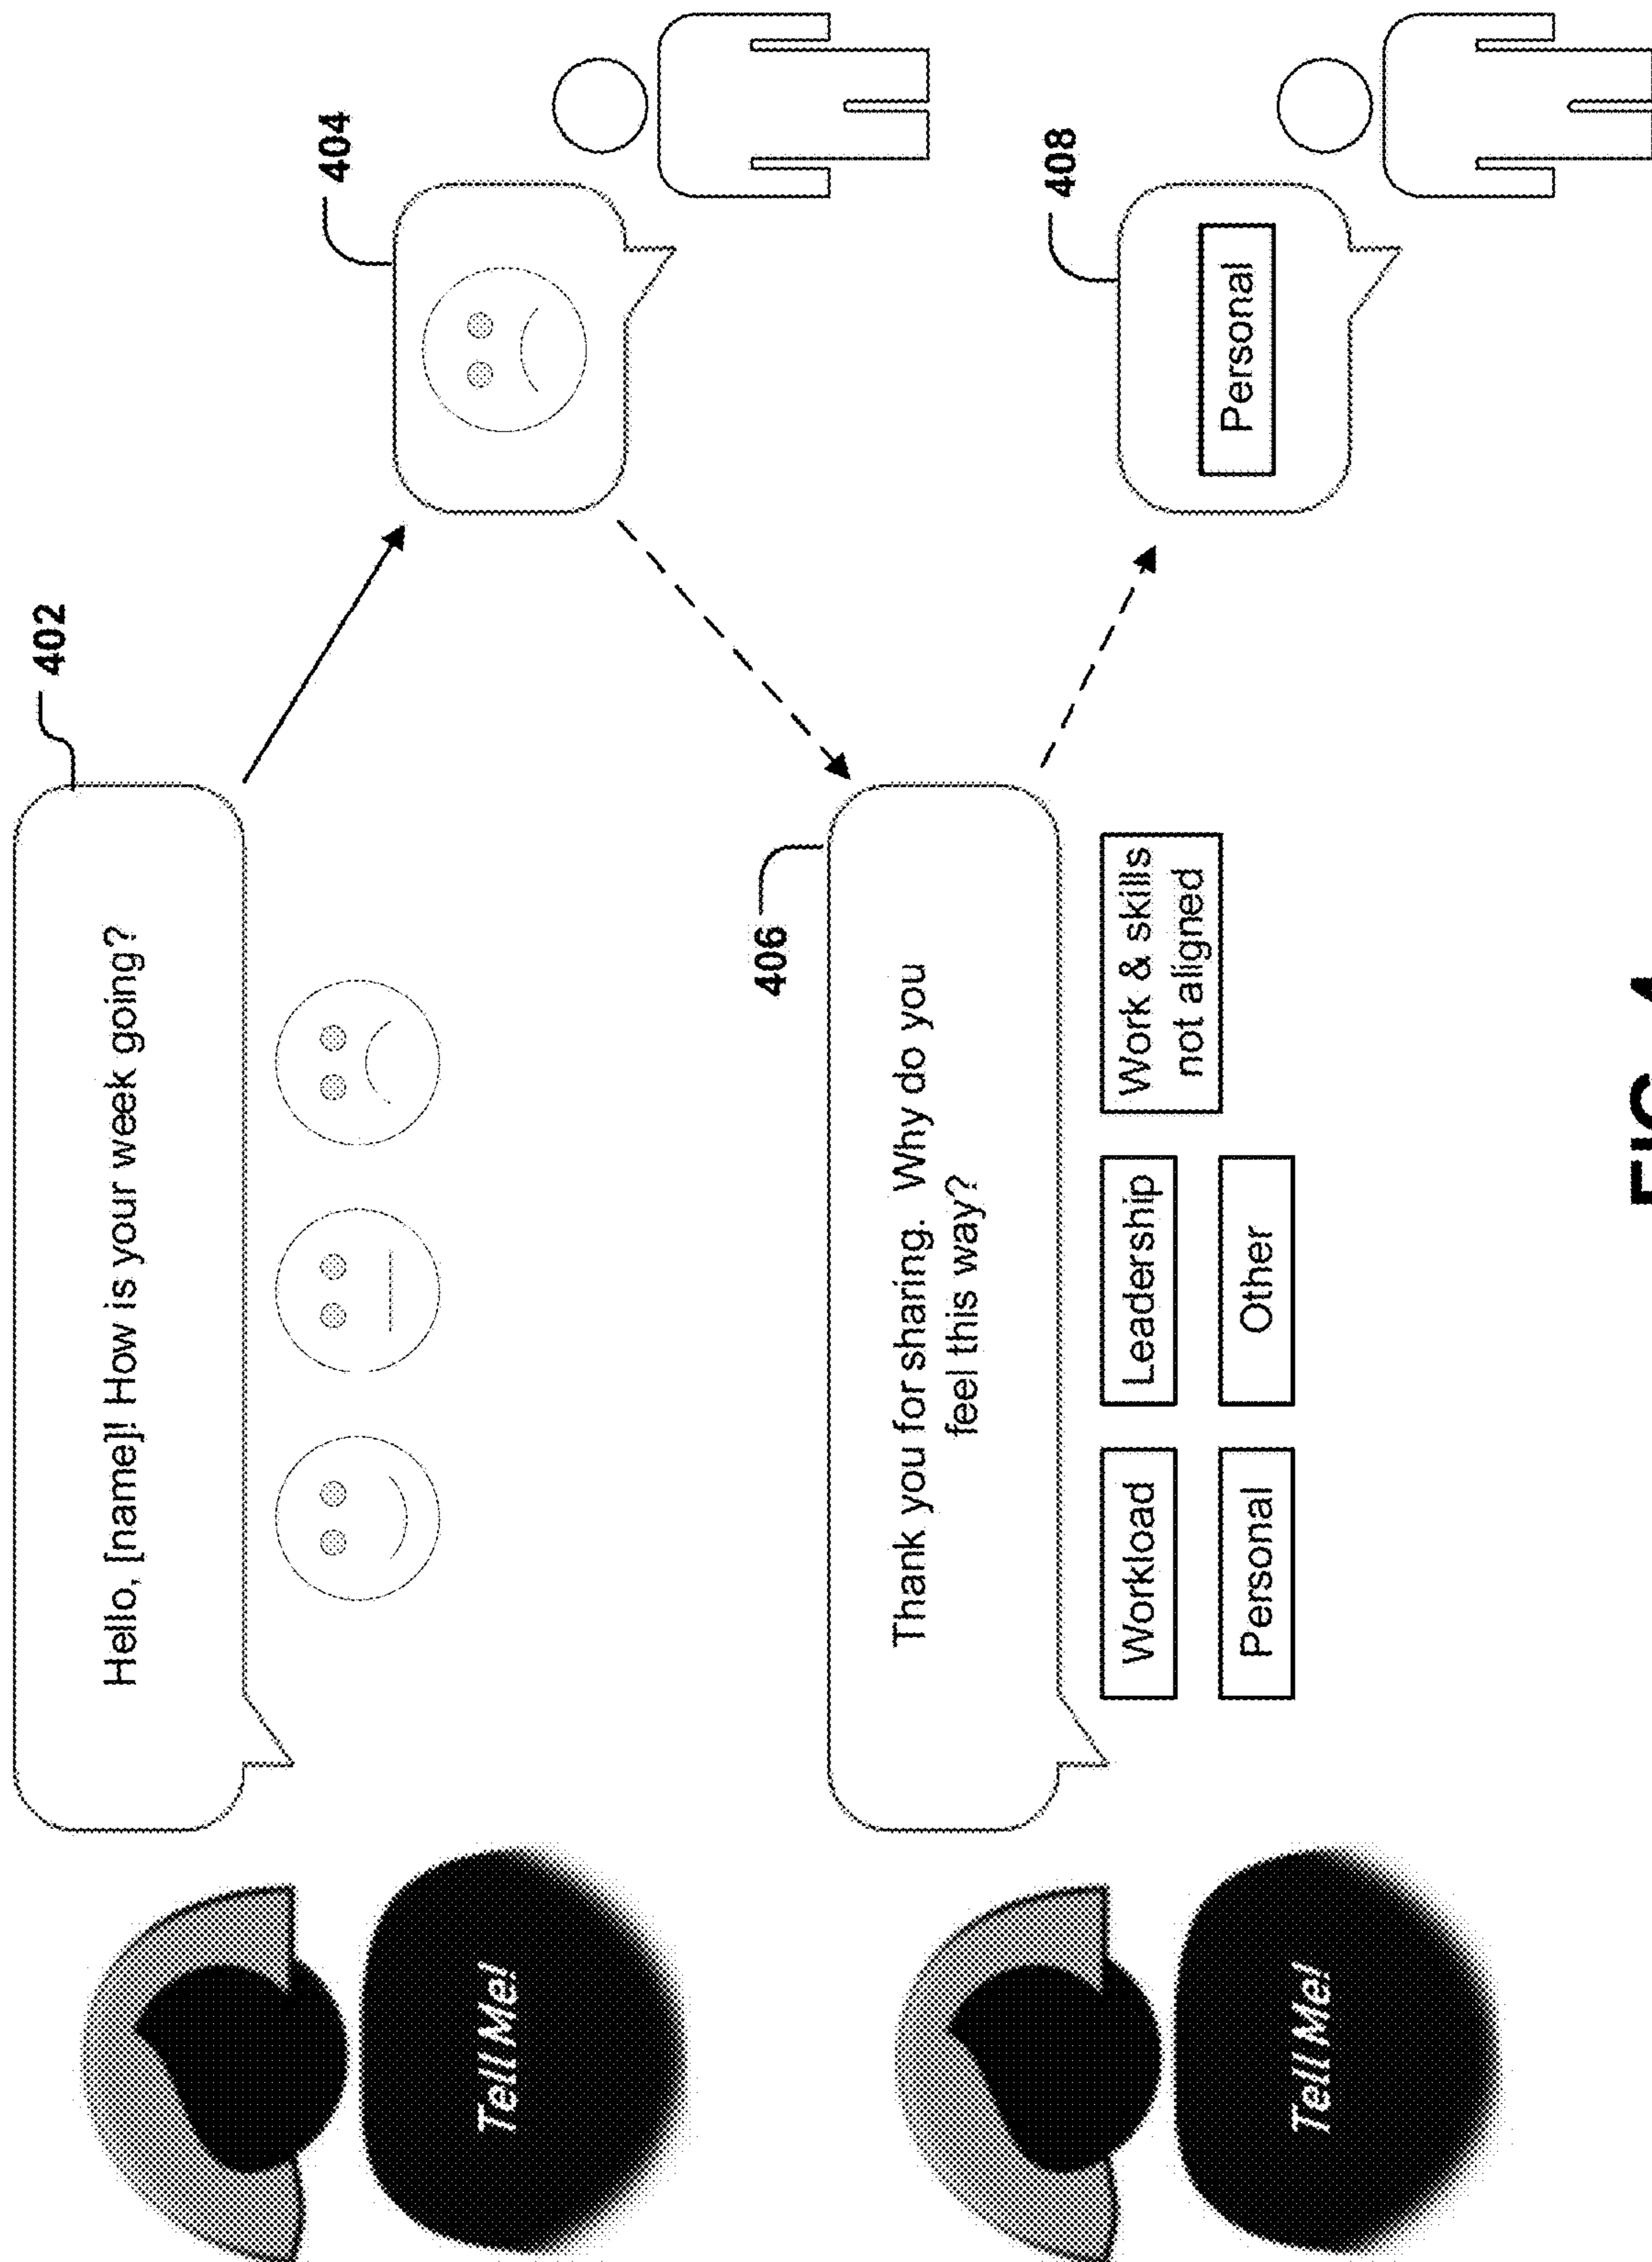 402
Hello, [name]! How is your week going?
404
Tell Me!
406
Thank you for sharing. Why do you
feel this way?
Workload
Leadership
Work & skills
not aligned
Personal
Other
408
Personal
Tell Me!